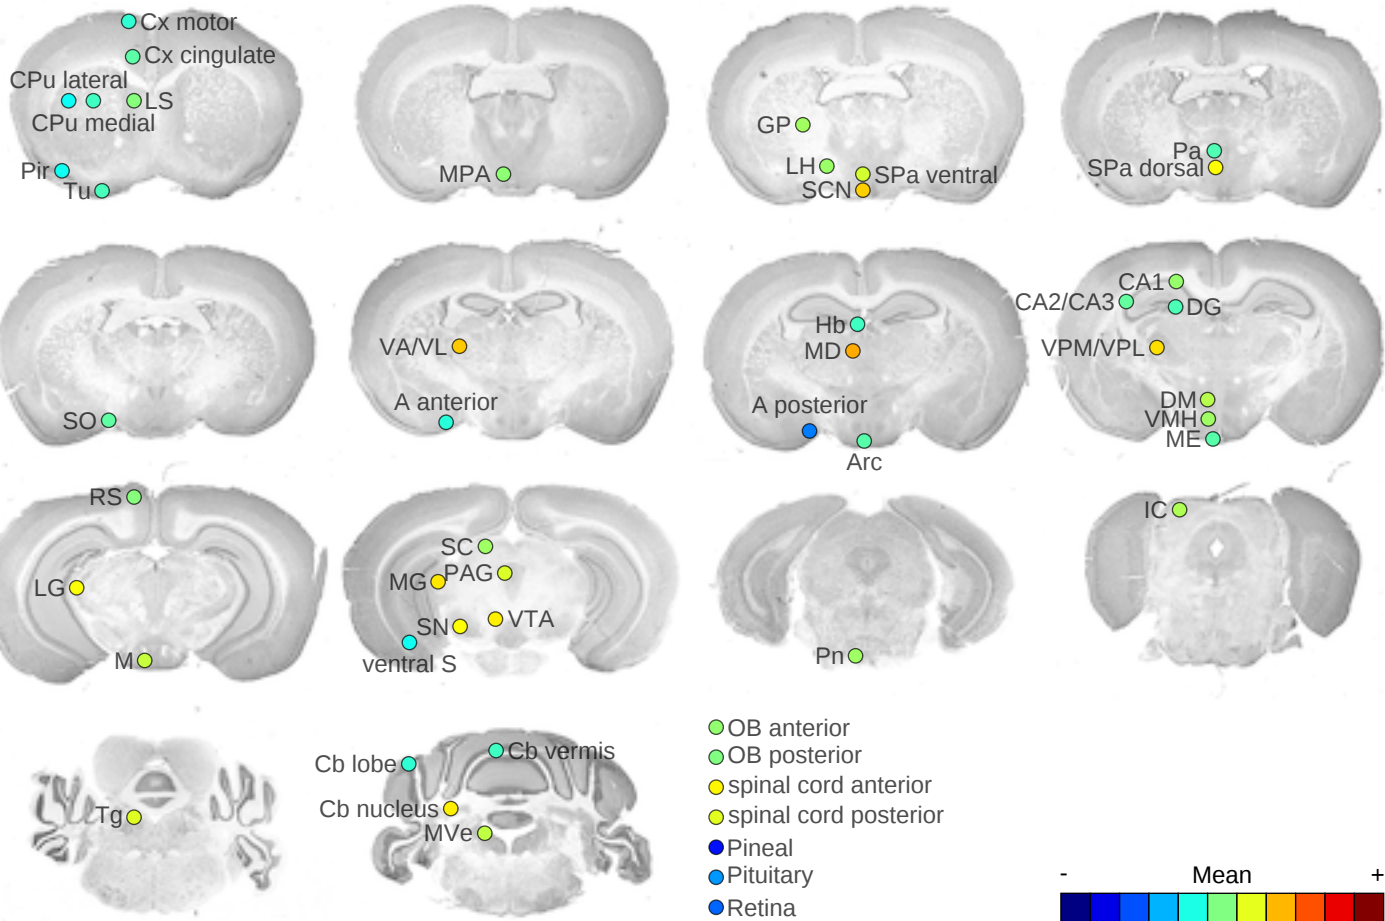 Cx motor
Cx cingulate
CPu lateral
LS
CPu medial
Pir
Tu
MPA
GP
LH
SPa ventral
SCN
Pa
SPa dorsal
SO
VA/VL
A anterior
Hb
MD
A posterior
Arc
CA1
CA2/CA3
DG
VPM/VPL
DM
VMH
ME
RS
LG
M
SC
MG
PAG
SN
VTA
ventral S
Pn
IC
Tg
Cb lobe
Cb vermis
Cb nucleus
MVe
OB anterior
OB posterior
spinal cord anterior
spinal cord posterior
Pineal
Pituitary
Retina
- Mean +